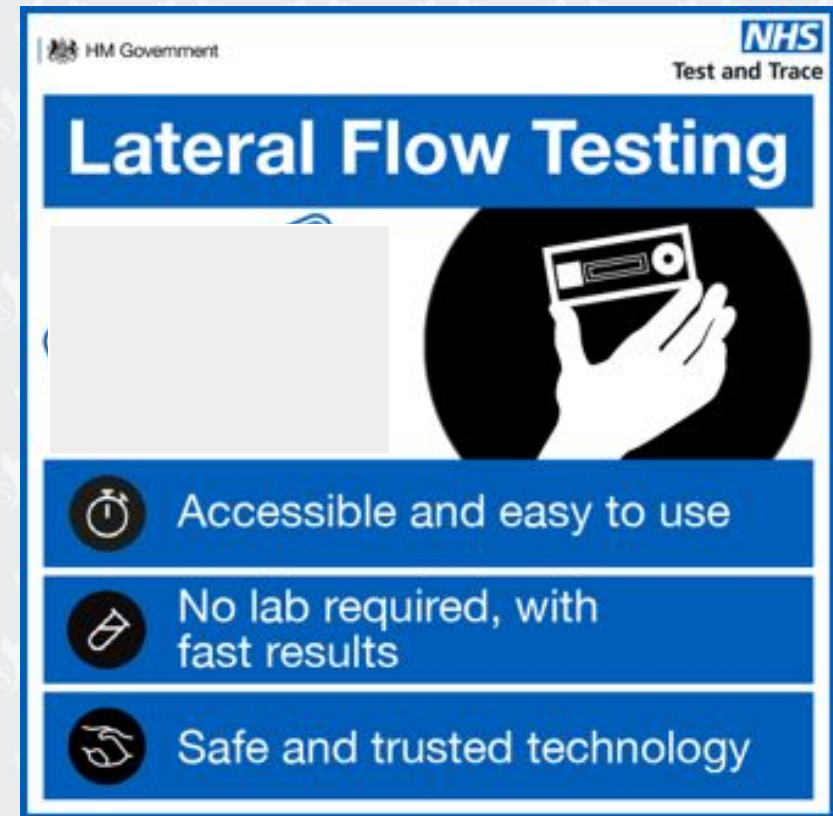 HM Government
NHS
Test and Trace
Lateral Flow Testing
Accessible and easy to use
No lab required, with
fast results
Safe and trusted technology